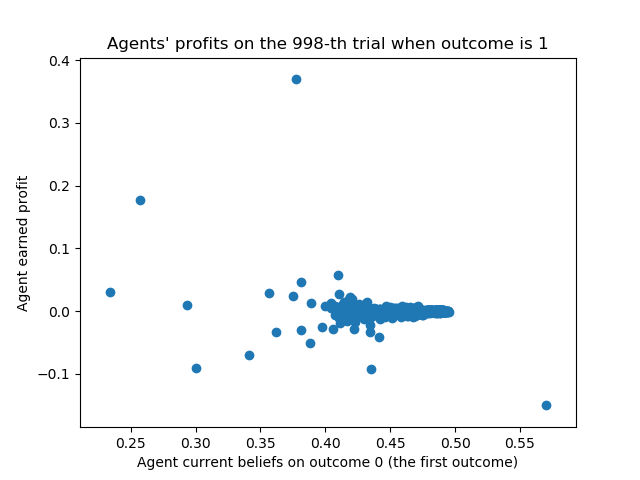 Agents' profits on the 998-th trial when outcome is 1
0.4
0.3
0.2
0.1
0.0
−0.1
Agent earned profit
0.25 0.30 0.35 0.40 0.45 0.50 0.55
Agent current beliefs on outcome 0 (the first outcome)